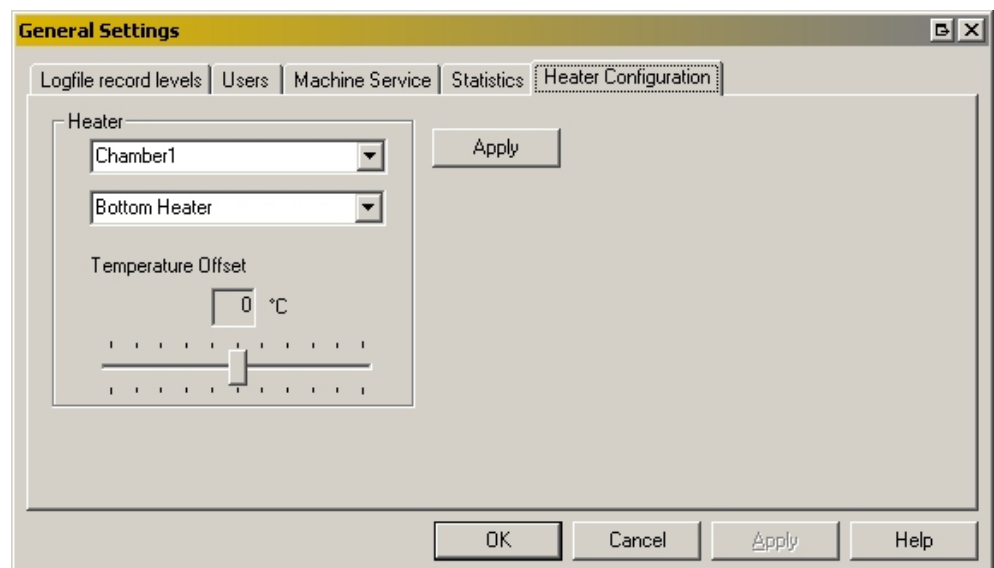 General Settings
Logfile record levels Users Machine Service Statistics Heater Configuration
Heater
Chamber1
Apply
Bottom Heater
Temperature Offset
0 °C
OK Cancel Apply Help